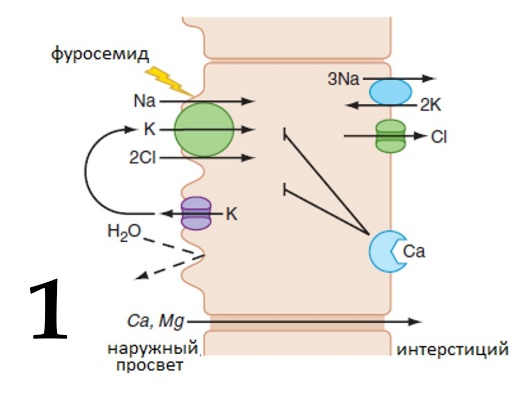 фуросемид
Na
K
2Cl
3Na
2K
Cl
K
H2O
Ca
1
Ca, Mg
наружный
просвет
интерстиций